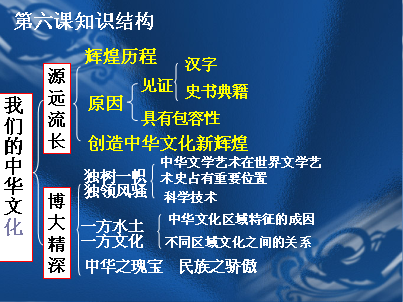 第六课知识结构
我们的中华文化
源远流长
辉煌历程
原因
见证
汉字
史书典籍
具有包容性
创造中华文化新辉煌
博大精深
独树一帜
独领风骚
中华文学艺术在世界文学艺
术史占有重要位置
科学技术
一方水土
一方文化
中华文化区域特征的成因
不同区域文化之间的关系
中华之瑰宝 民族之骄傲